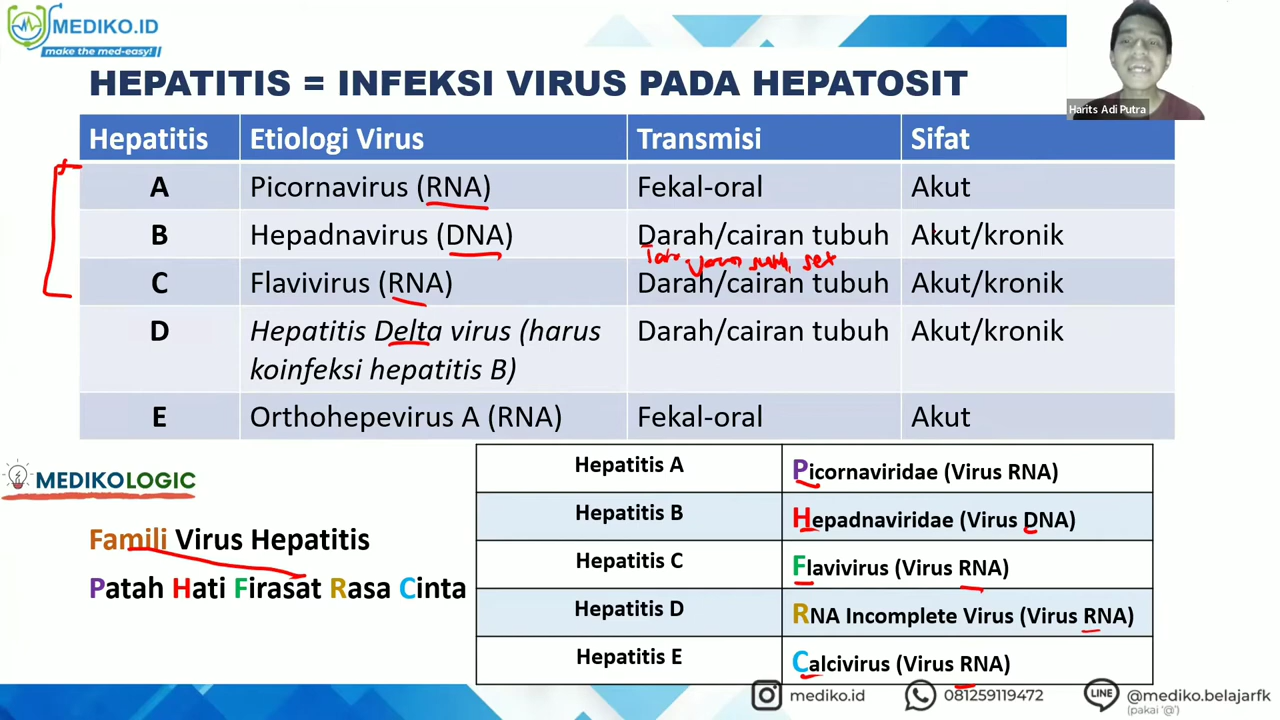 MEDIKO.ID
make the med-easy!
HEPATITIS = INFEKSI VIRUS PADA HEPATOSIT
Harits Adi Putra
Hepatitis Etiologi Virus Transmisi Sifat
A Picornavirus (RNA) Fekal-oral Akut
B Hepadnavirus (DNA) Darah/cairan tubuh Akut/kronik
sex
C Flavivirus (RNA) Darah/cairan tubuh Akut/kronik
D Hepatitis Delta virus (harus Darah/cairan tubuh Akut/kronik
koinfeksi hepatitis B)
E Orthohepevirus A (RNA) Fekal-oral Akut
MEDIKOLOGIC
Famili Virus Hepatitis
Patah Hati Firasat Rasa Cinta
Hepatitis A Picornaviridae (Virus RNA)
Hepatitis B Hepadnaviridae (Virus DNA)
Hepatitis C Flavivirus (Virus RNA)
Hepatitis D RNA Incomplete Virus (Virus RNA)
Hepatitis E Calcivirus (Virus RNA)
mediko.id 081259119472 LINE @mediko.belajarfk
(pakai '@')